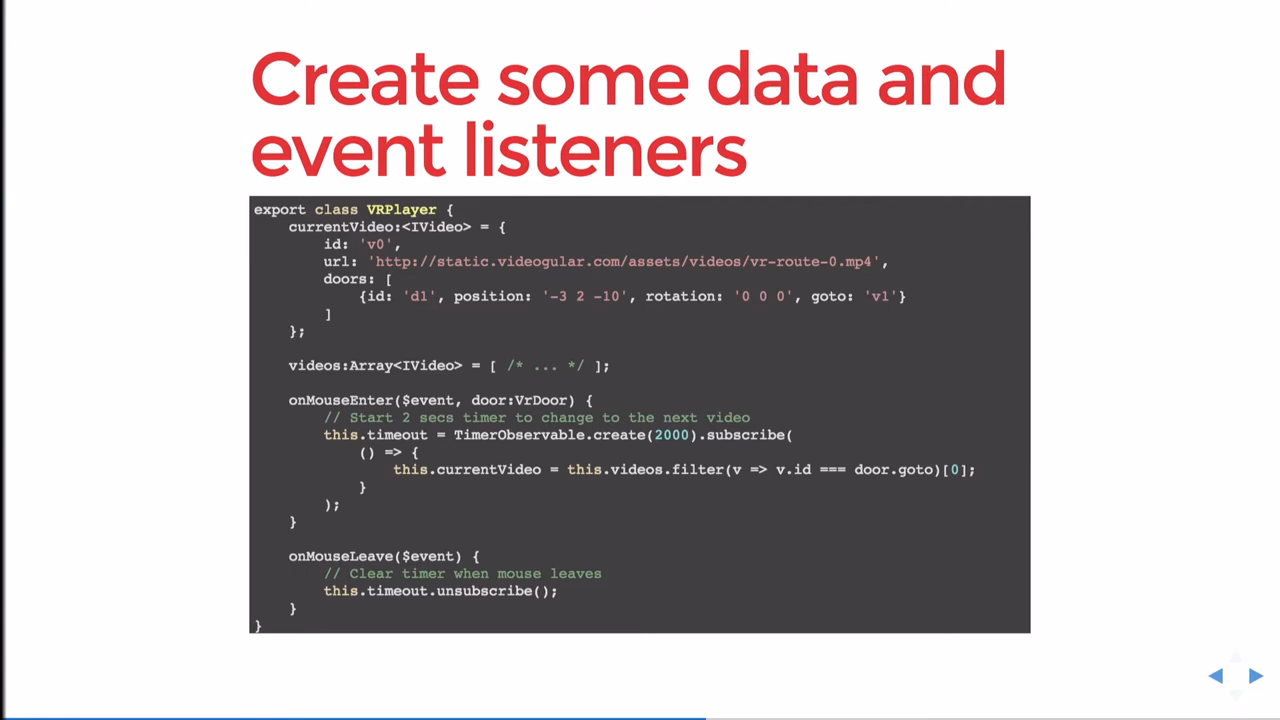 Create some data and
event listeners
export class VRPlayer {
    currentVideo:<IVideo> = {
        id: 'v0',
        url: 'http://static.videogular.com/assets/videos/vr-route-0.mp4',
        doors: [
            {id: 'd1', position: '-3 2 -10', rotation: '0 0 0', goto: 'v1'}
        ]
    };
    videos:Array<IVideo> = [ /* ... */ ];
    onMouseEnter($event, door:VrDoor) {
        // Start 2 secs timer to change to the next video
        this.timeout = TimerObservable.create(2000).subscribe(
            () => {
                this.currentVideo = this.videos.filter(v => v.id === door.goto)[0];
            }
        );
    }
    onMouseLeave($event) {
        // Clear timer when mouse leaves
        this.timeout.unsubscribe();
    }
}